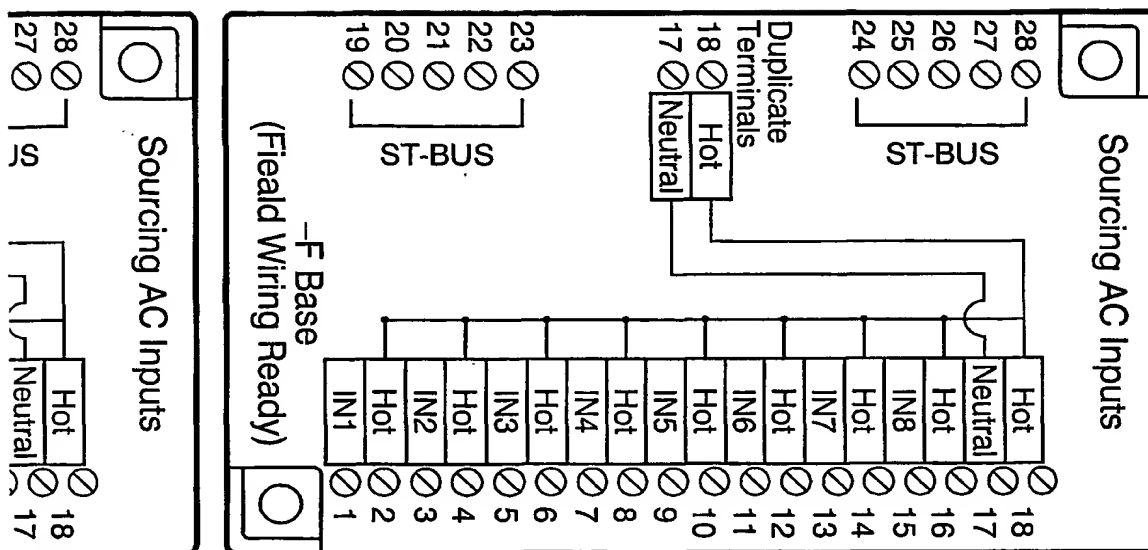 Sourcing AC Inputs
28
27
26
25
24
ST-BUS
Duplicate
Terminals
18 Hot
17 Neutral
23
22
21
20
19
ST-BUS
Hot 18
Neutral 17
Hot 16
IN8 15
Hot 14
IN7 13
Hot 12
IN6 11
Hot 10
IN5 9
Hot 8
IN4 7
Hot 6
IN3 5
Hot 4
IN2 3
Hot 2
IN1 1
–F Base
(Fieald Wiring Ready)
Sourcing AC Inputs
28
27
Hot 18
Neutral 17